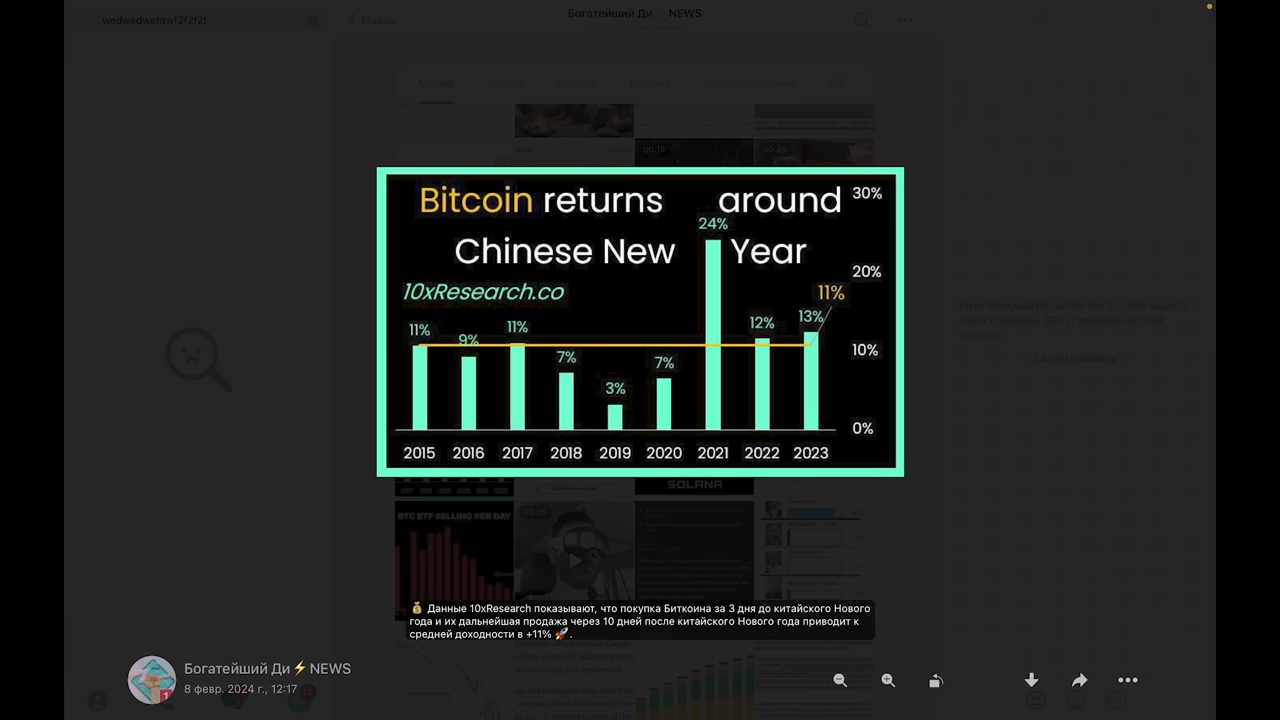 wedwedwefqwf2f2f2f
Назад
Богатейший Ди⚡NEWS
Bitcoin returns around
Chinese New Year
10xResearch.co
30%
20%
10%
0%
11%
9%
11%
7%
3%
7%
24%
12%
13%
11%
2015 2016 2017 2018 2019 2020 2021 2022 2023
SOLANA
BTC ETF SELLING PER DAY
💰 Данные 10xResearch показывают, что покупка Биткоина за 3 дня до китайского Нового
года и их дальнейшая продажа через 10 дней после китайского Нового года приводит к
средней доходности в +11% 🚀.
Богатейший Ди⚡NEWS
8 февр. 2024 г., 12:17